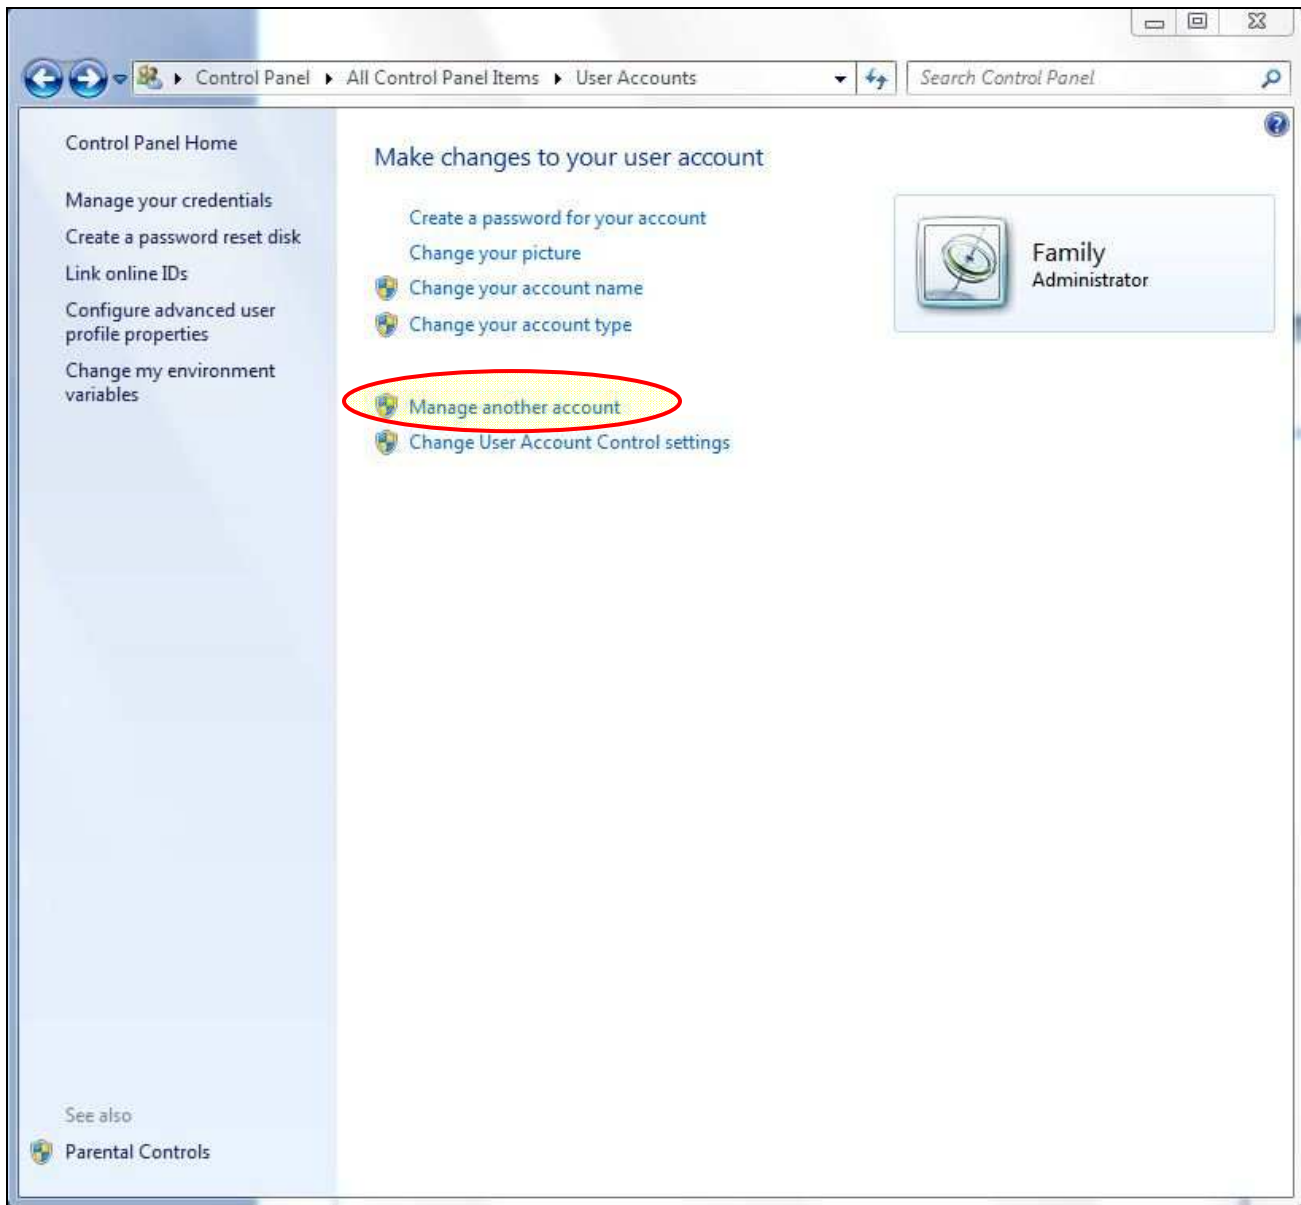 Control Panel All Control Panel Items User Accounts
Search Control Panel
Control Panel Home
Manage your credentials
Create a password reset disk
Link online IDs
Configure advanced user
profile properties
Change my environment
variables
See also
Parental Controls
Make changes to your user account
Create a password for your account
Change your picture
Change your account name
Change your account type
Manage another account
Change User Account Control settings
Family
Administrator